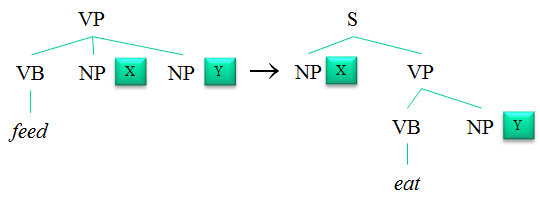 VP
S
VB NP X NP Y → NP X VP
feed
VB NP Y
eat